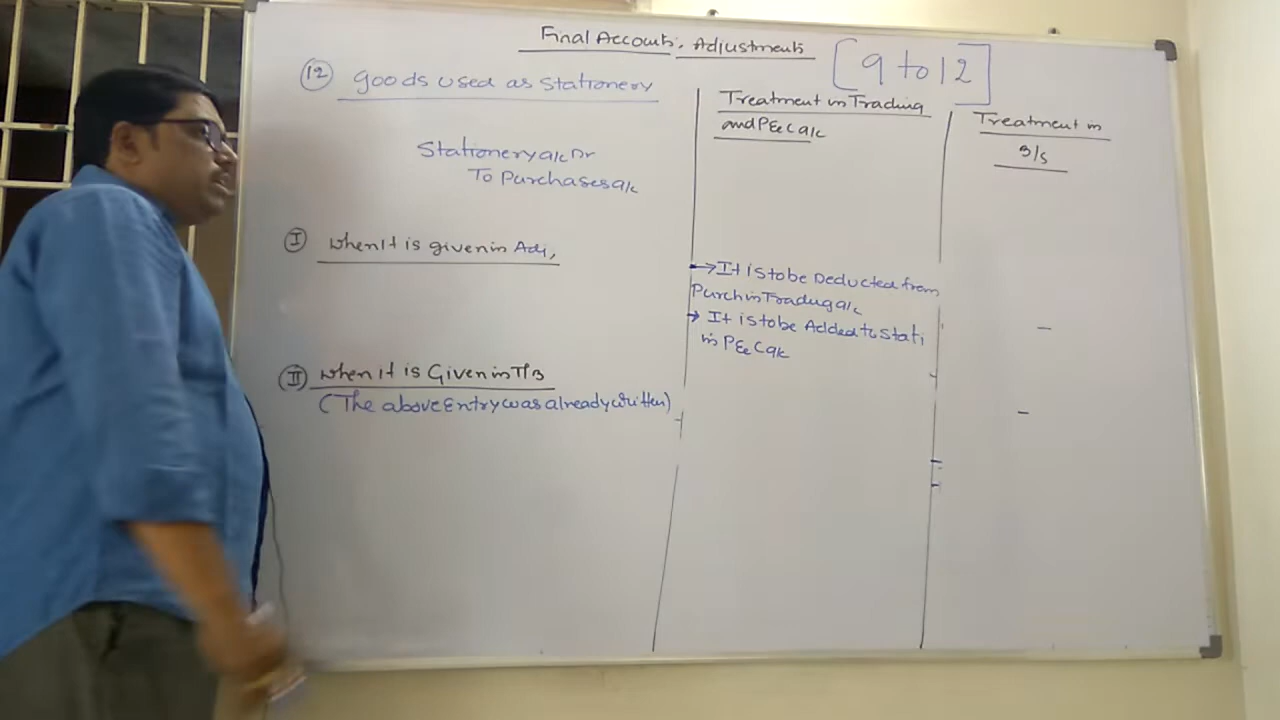 Final Accounts, Adjustments
[9 to 12]
12 Goods used as Stationery
Stationery a/c Dr
To Purchases a/c
Treatment in Trading
and P&L a/c
Treatment in
B/S
I When It is given in Adj,
→ It is to be Deducted from
Purch in Trading a/c
→ It is to be Added to Stati
in P&L a/c
-
II When It is Given in T/B
(The above Entry was already written)
-